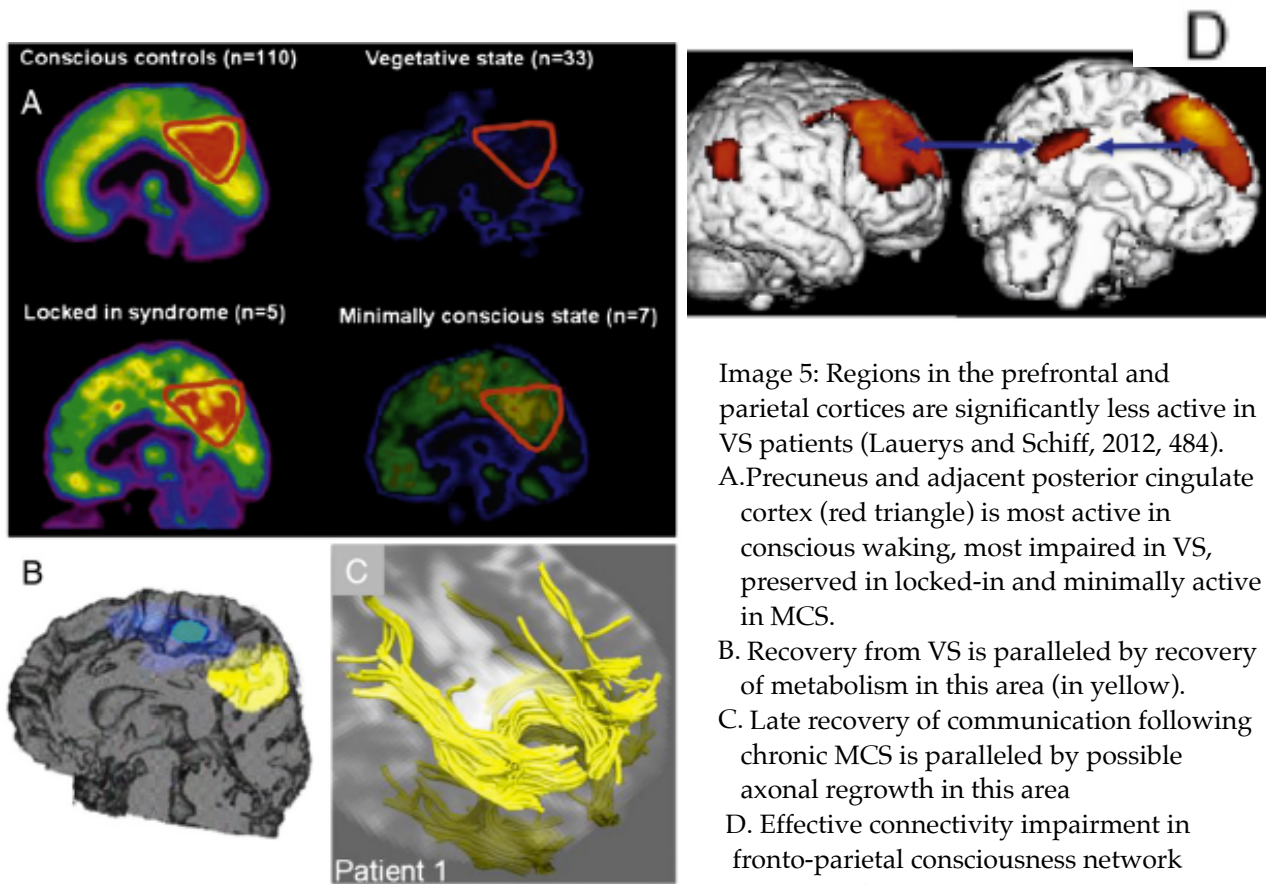 Conscious controls (n=110)
Vegetative state (n=33)
A
Locked in syndrome (n=5)
Minimally conscious state (n=7)
B
C
Patient 1
D
Image 5: Regions in the prefrontal and
parietal cortices are significantly less active in
VS patients (Lauerys and Schiff, 2012, 484).
A.Precuneus and adjacent posterior cingulate
cortex (red triangle) is most active in
conscious waking, most impaired in VS,
preserved in locked-in and minimally active
in MCS.
B. Recovery from VS is paralleled by recovery
of metabolism in this area (in yellow).
C. Late recovery of communication following
chronic MCS is paralleled by possible
axonal regrowth in this area
D. Effective connectivity impairment in
fronto-parietal consciousness network